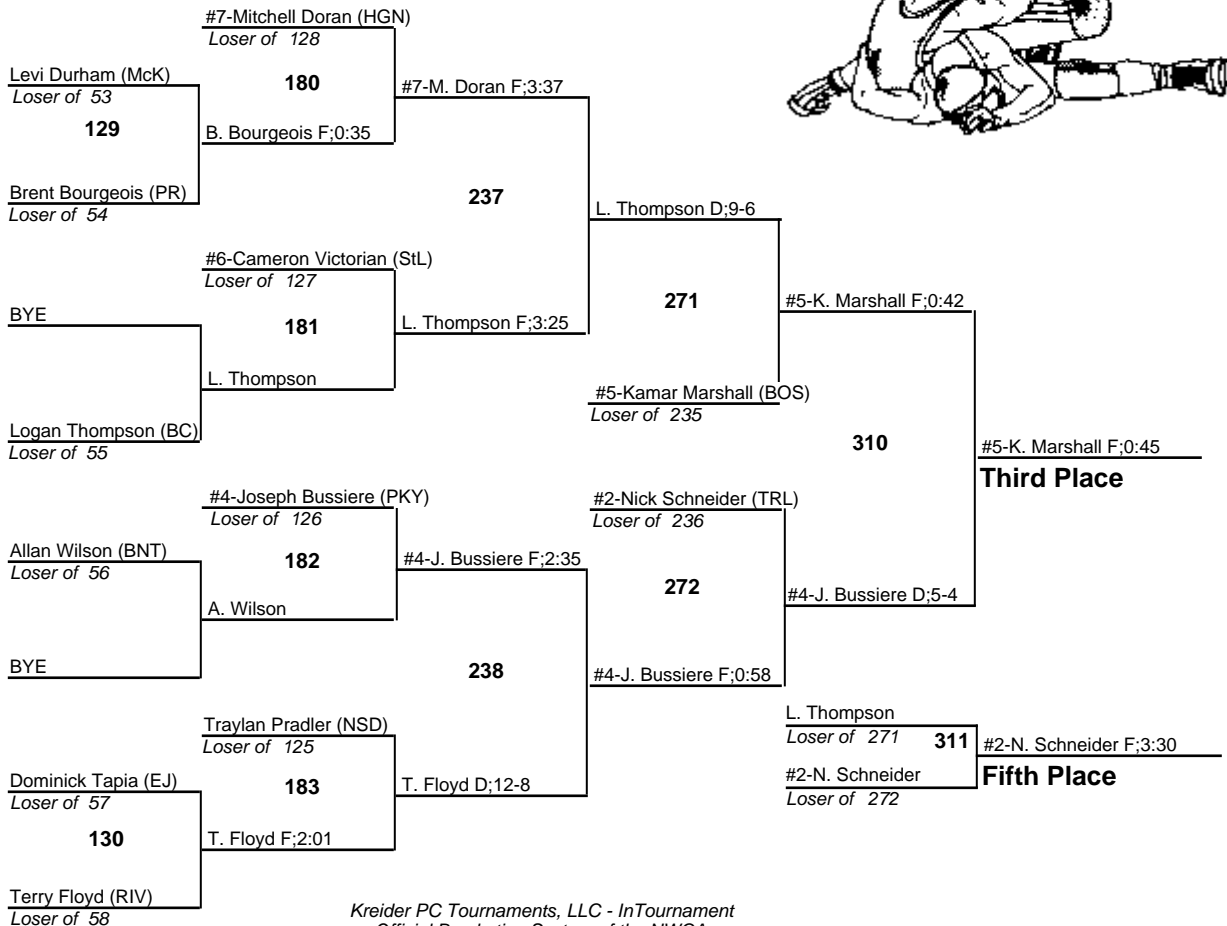 #7-Mitchell Doran (HGN)
Loser of 128
Levi Durham (McK)
Loser of 53
180
#7-M. Doran F;3:37
129
B. Bourgeois F;0:35
Brent Bourgeois (PR)
Loser of 54
237
L. Thompson D;9-6
#6-Cameron Victorian (StL)
Loser of 127
271
#5-K. Marshall F;0:42
BYE
181
L. Thompson F;3:25
L. Thompson
#5-Kamar Marshall (BOS)
Loser of 235
Logan Thompson (BC)
Loser of 55
310
#5-K. Marshall F;0:45
Third Place
#4-Joseph Bussiere (PKY)
Loser of 126
#2-Nick Schneider (TRL)
Loser of 236
Allan Wilson (BNT)
Loser of 56
182
#4-J. Bussiere F;2:35
272
#4-J. Bussiere D;5-4
A. Wilson
BYE
238
#4-J. Bussiere F;0:58
Traylan Pradler (NSD)
Loser of 125
L. Thompson
Loser of 271
311
#2-N. Schneider F;3:30
Fifth Place
#2-N. Schneider
Loser of 272
Dominick Tapia (EJ)
Loser of 57
183
T. Floyd D;12-8
130
T. Floyd F;2:01
Terry Floyd (RIV)
Loser of 58
Kreider PC Tournaments, LLC - InTournament